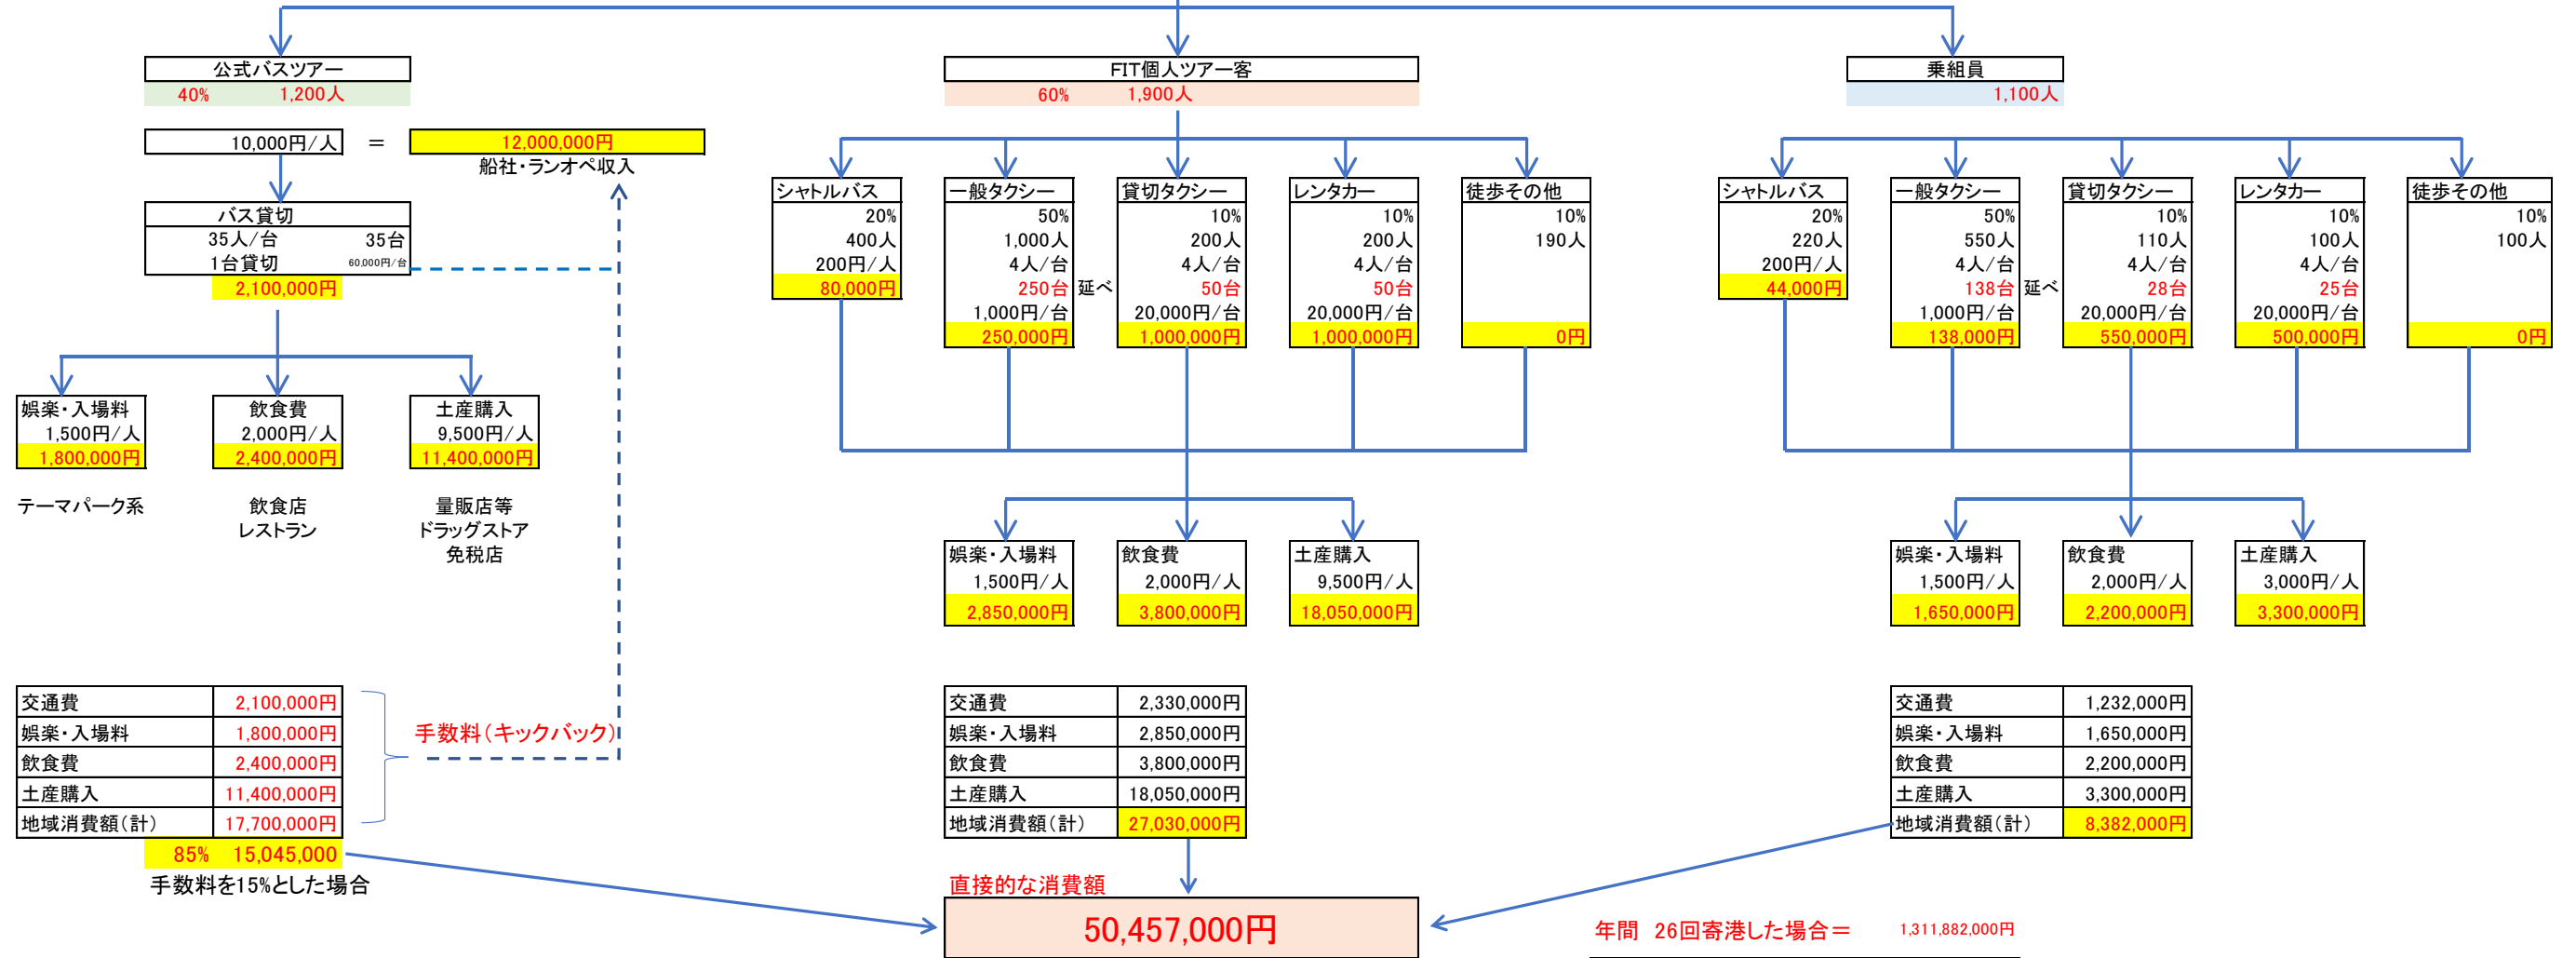 公式バスツアー
40% 1,200人
10,000円/人 = 12,000,000円
船社・ランオペ収入
バス貸切
35人/台 35台
1台貸切 60,000円/台
2,100,000円
娯楽・入場料
1,500円/人
1,800,000円
テーマパーク系
飲食費
2,000円/人
2,400,000円
飲食店
レストラン
土産購入
9,500円/人
11,400,000円
量販店等
ドラッグストア
免税店
交通費 2,100,000円
娯楽・入場料 1,800,000円
飲食費 2,400,000円
土産購入 11,400,000円
地域消費額(計) 17,700,000円
手数料(キックバック)
85% 15,045,000
手数料を15%とした場合
FIT個人ツアー客
60% 1,900人
シャトルバス
20%
400人
200円/人
80,000円
一般タクシー
50%
1,000人
4人/台
250台 延べ
1,000円/台
250,000円
貸切タクシー
10%
200人
4人/台
50台
20,000円/台
1,000,000円
レンタカー
10%
200人
4人/台
50台
20,000円/台
1,000,000円
徒歩その他
10%
190人
0円
娯楽・入場料
1,500円/人
2,850,000円
飲食費
2,000円/人
3,800,000円
土産購入
9,500円/人
18,050,000円
交通費 2,330,000円
娯楽・入場料 2,850,000円
飲食費 3,800,000円
土産購入 18,050,000円
地域消費額(計) 27,030,000円
乗組員
1,100人
シャトルバス
20%
220人
200円/人
44,000円
一般タクシー
50%
550人
4人/台
138台 延べ
1,000円/台
138,000円
貸切タクシー
10%
110人
4人/台
28台
20,000円/台
550,000円
レンタカー
10%
100人
4人/台
25台
20,000円/台
500,000円
徒歩その他
10%
100人
0円
娯楽・入場料
1,500円/人
1,650,000円
飲食費
2,000円/人
2,200,000円
土産購入
3,000円/人
3,300,000円
交通費 1,232,000円
娯楽・入場料 1,650,000円
飲食費 2,200,000円
土産購入 3,300,000円
地域消費額(計) 8,382,000円
直接的な消費額
50,457,000円
年間 26回寄港した場合= 1,311,882,000円